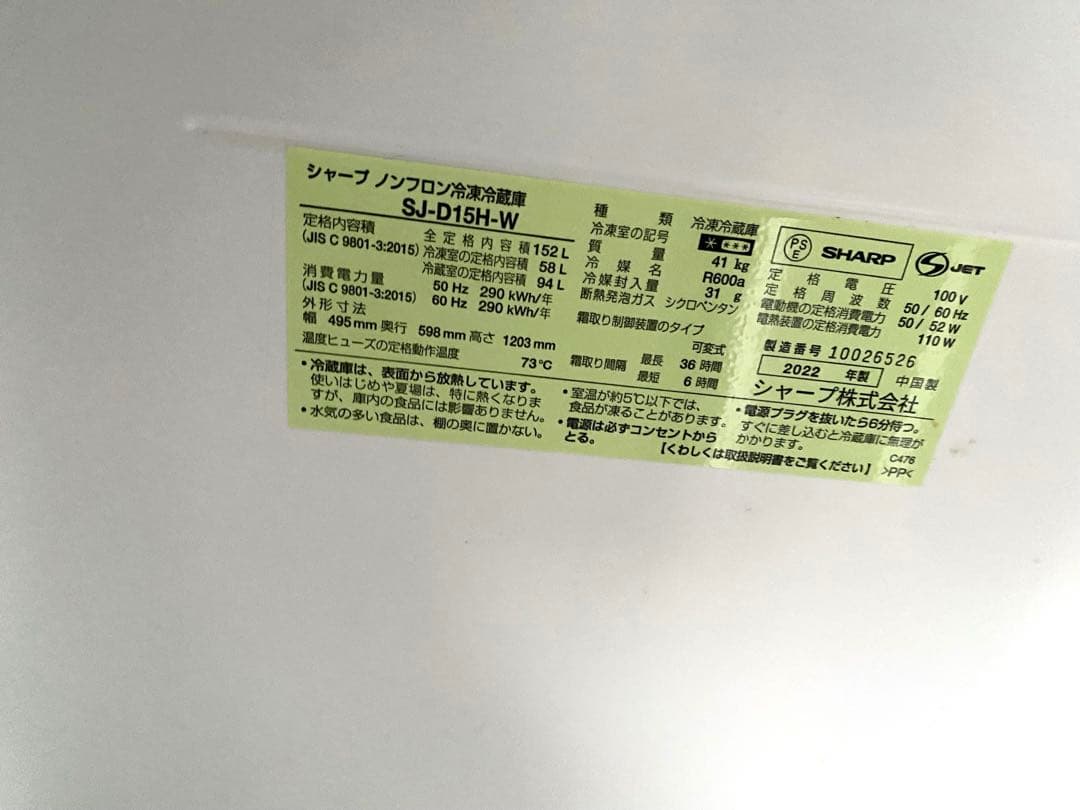 シャープ ノンフロン冷凍冷蔵庫
SJ-D15H-W
定格内容積
(JIS C 9801-3:2015)
全定格内容積 152 L
冷凍室の定格内容積 58 L
冷蔵室の定格内容積 94 L
消費電力量
(JIS C 9801-3:2015)
50 Hz 290 kWh/年
60 Hz 290 kWh/年
外形寸法
幅 495 mm 奥行 598 mm 高さ 1203 mm
温度ヒューズの定格動作温度 73℃
種類 冷凍冷蔵庫
冷凍室の記号 * ***
質量 41 kg
冷媒名 R600a
冷媒封入量 31 g
断熱発泡ガス シクロペンタン
霜取り制御装置のタイプ
可変式
霜取り間隔 最長 36 時間
最短 6 時間
PSE SHARP S JET
定格電圧 100 V
定格周波数 50 / 60 Hz
電動機の定格消費電力 50 / 52 W
電熱装置の定格消費電力 110 W
製造番号 10026526
2022 年製 中国製
シャープ株式会社
・冷蔵庫は、表面から放熱しています。
使いはじめや夏場は、特に熱くなりま
すが、庫内の食品には影響ありません。
・水気の多い食品は、棚の奥に置かない。
・室温が約5℃以下では、
食品が凍ることがあります。
・電源は必ずコンセントから
とる。
・電源プラグを抜いたら6分待つ。
すぐに差し込むと冷蔵庫に無理が
かかります。
【くわしくは取扱説明書をご覧ください】
C476
>PP<